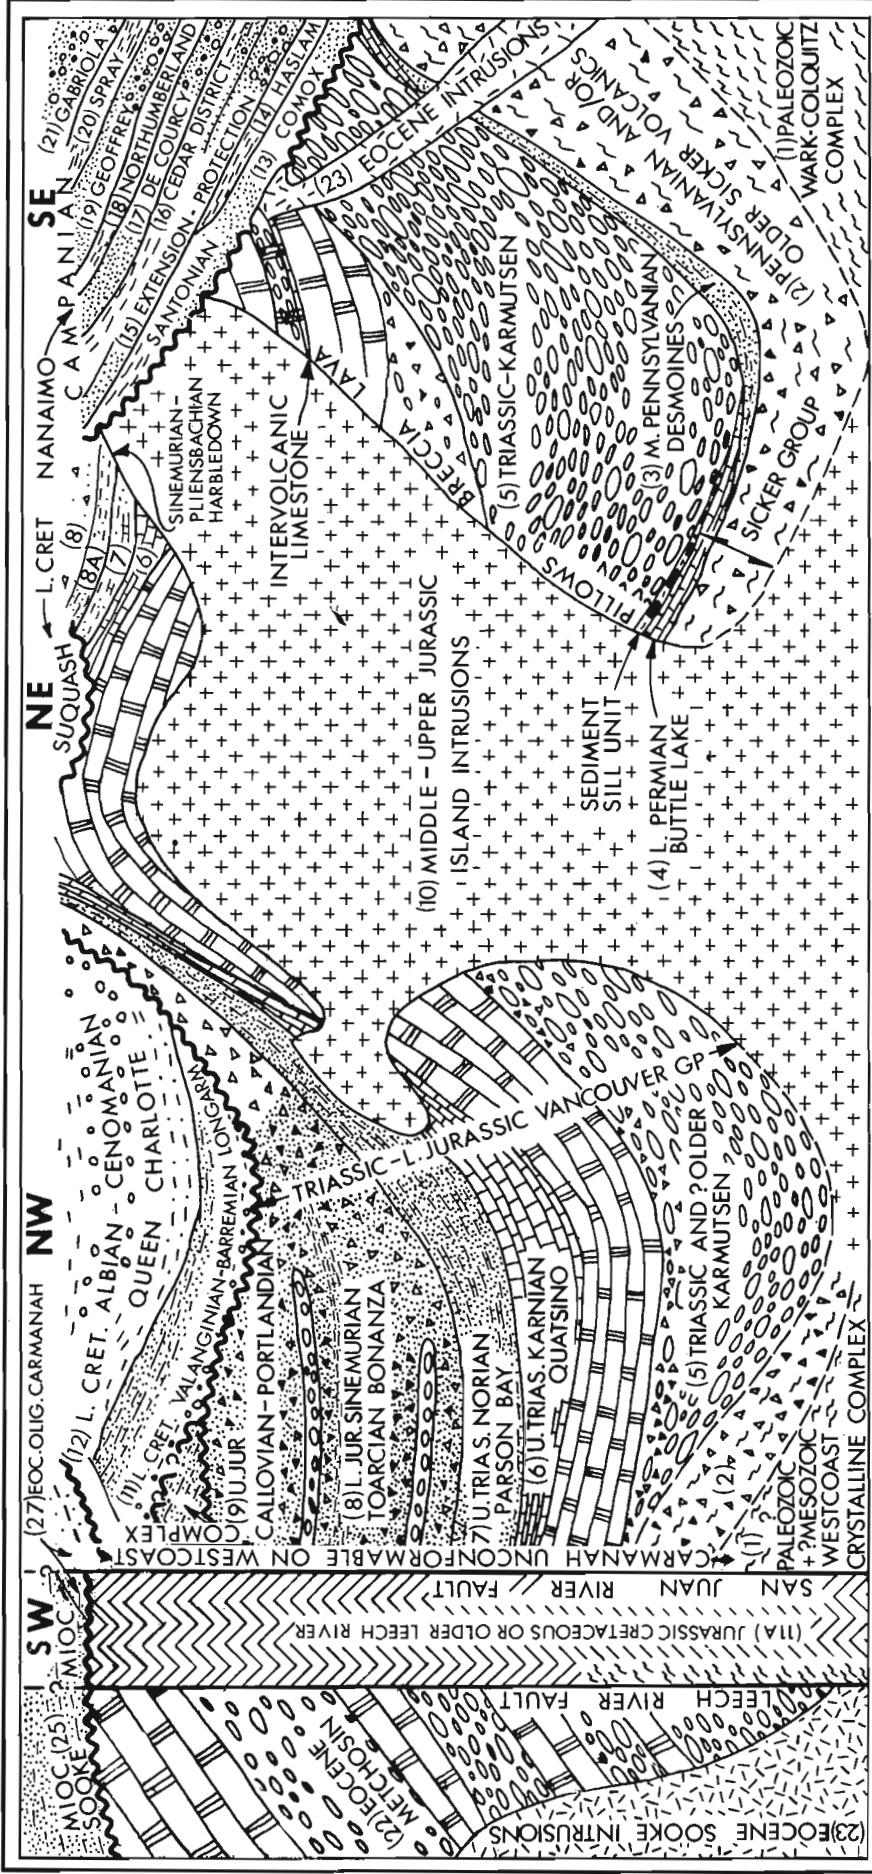 SW
NW
NE
SE
MIOC (25)
SOOKE
? MIOC ?
(27) EOC. OLIG. CARMANAH
(22) EOCENE
METCHOSIN
(23) EOCENE SOOKE INTRUSIONS
LEECH RIVER FAULT
(11A) JURASSIC CRETACEOUS OR OLDER LEECH RIVER
SAN JUAN RIVER FAULT
CARMANAH UNCONFORMABLE ON WESTCOAST
COMPLEX
(12) L. CRET. ALBIAN - CENOMANIAN
QUEEN CHARLOTTE
(11) L CRET VALANGINIAN-BARREMIAN LONGARM
(9) U.JUR
CALLOVIAN-PORTLANDIAN
(8) L. JUR. SINEMURIAN
TOARCIAN BONANZA
(7) U. TRIAS. NORIAN
PARSON BAY
(6) U. TRIAS. KARNIAN
QUATSINO
(5) TRIASSIC AND ? OLDER
KARMUTSEN
(2)
(1) ?
PALEOZOIC
+ ? MESOZOIC
WESTCOAST
CRYSTALLINE COMPLEX
TRIASSIC-L. JURASSIC VANCOUVER GP
SUQUASH
L. CRET
NANAIMO
(8)
(8A)
(7)
(6)
SINEMURIAN-
PLIENSBACHIAN
HARBLEDOWN
INTERVOLCANIC
LIMESTONE
(10) MIDDLE - UPPER JURASSIC
ISLAND INTRUSIONS
SEDIMENT
SILL UNIT
(4) L. PERMIAN
BUTTLE LAKE
LAVA
BRECCIA
PILLOWS
(5) TRIASSIC-KARMUTSEN
(3) M. PENNSYLVANIAN
DESMOINES
SICKER GROUP
CAMPANIAN
(21) GABRIOLA
(20) SPRAY
(19) GEOFFREY
(18) NORTHUMBERLAND
(17) DE COURCY
(16) CEDAR DISTRICT
(15) EXTENSION - PROTECTION
(14) HASLAM
SANTONIAN
(13) COMOX
(23) EOCENE INTRUSIONS
(2) PENNSYLVANIAN AND/OR
OLDER SICKER VOLCANICS
(1) PALEOZOIC
WARK-COLQUITZ
COMPLEX